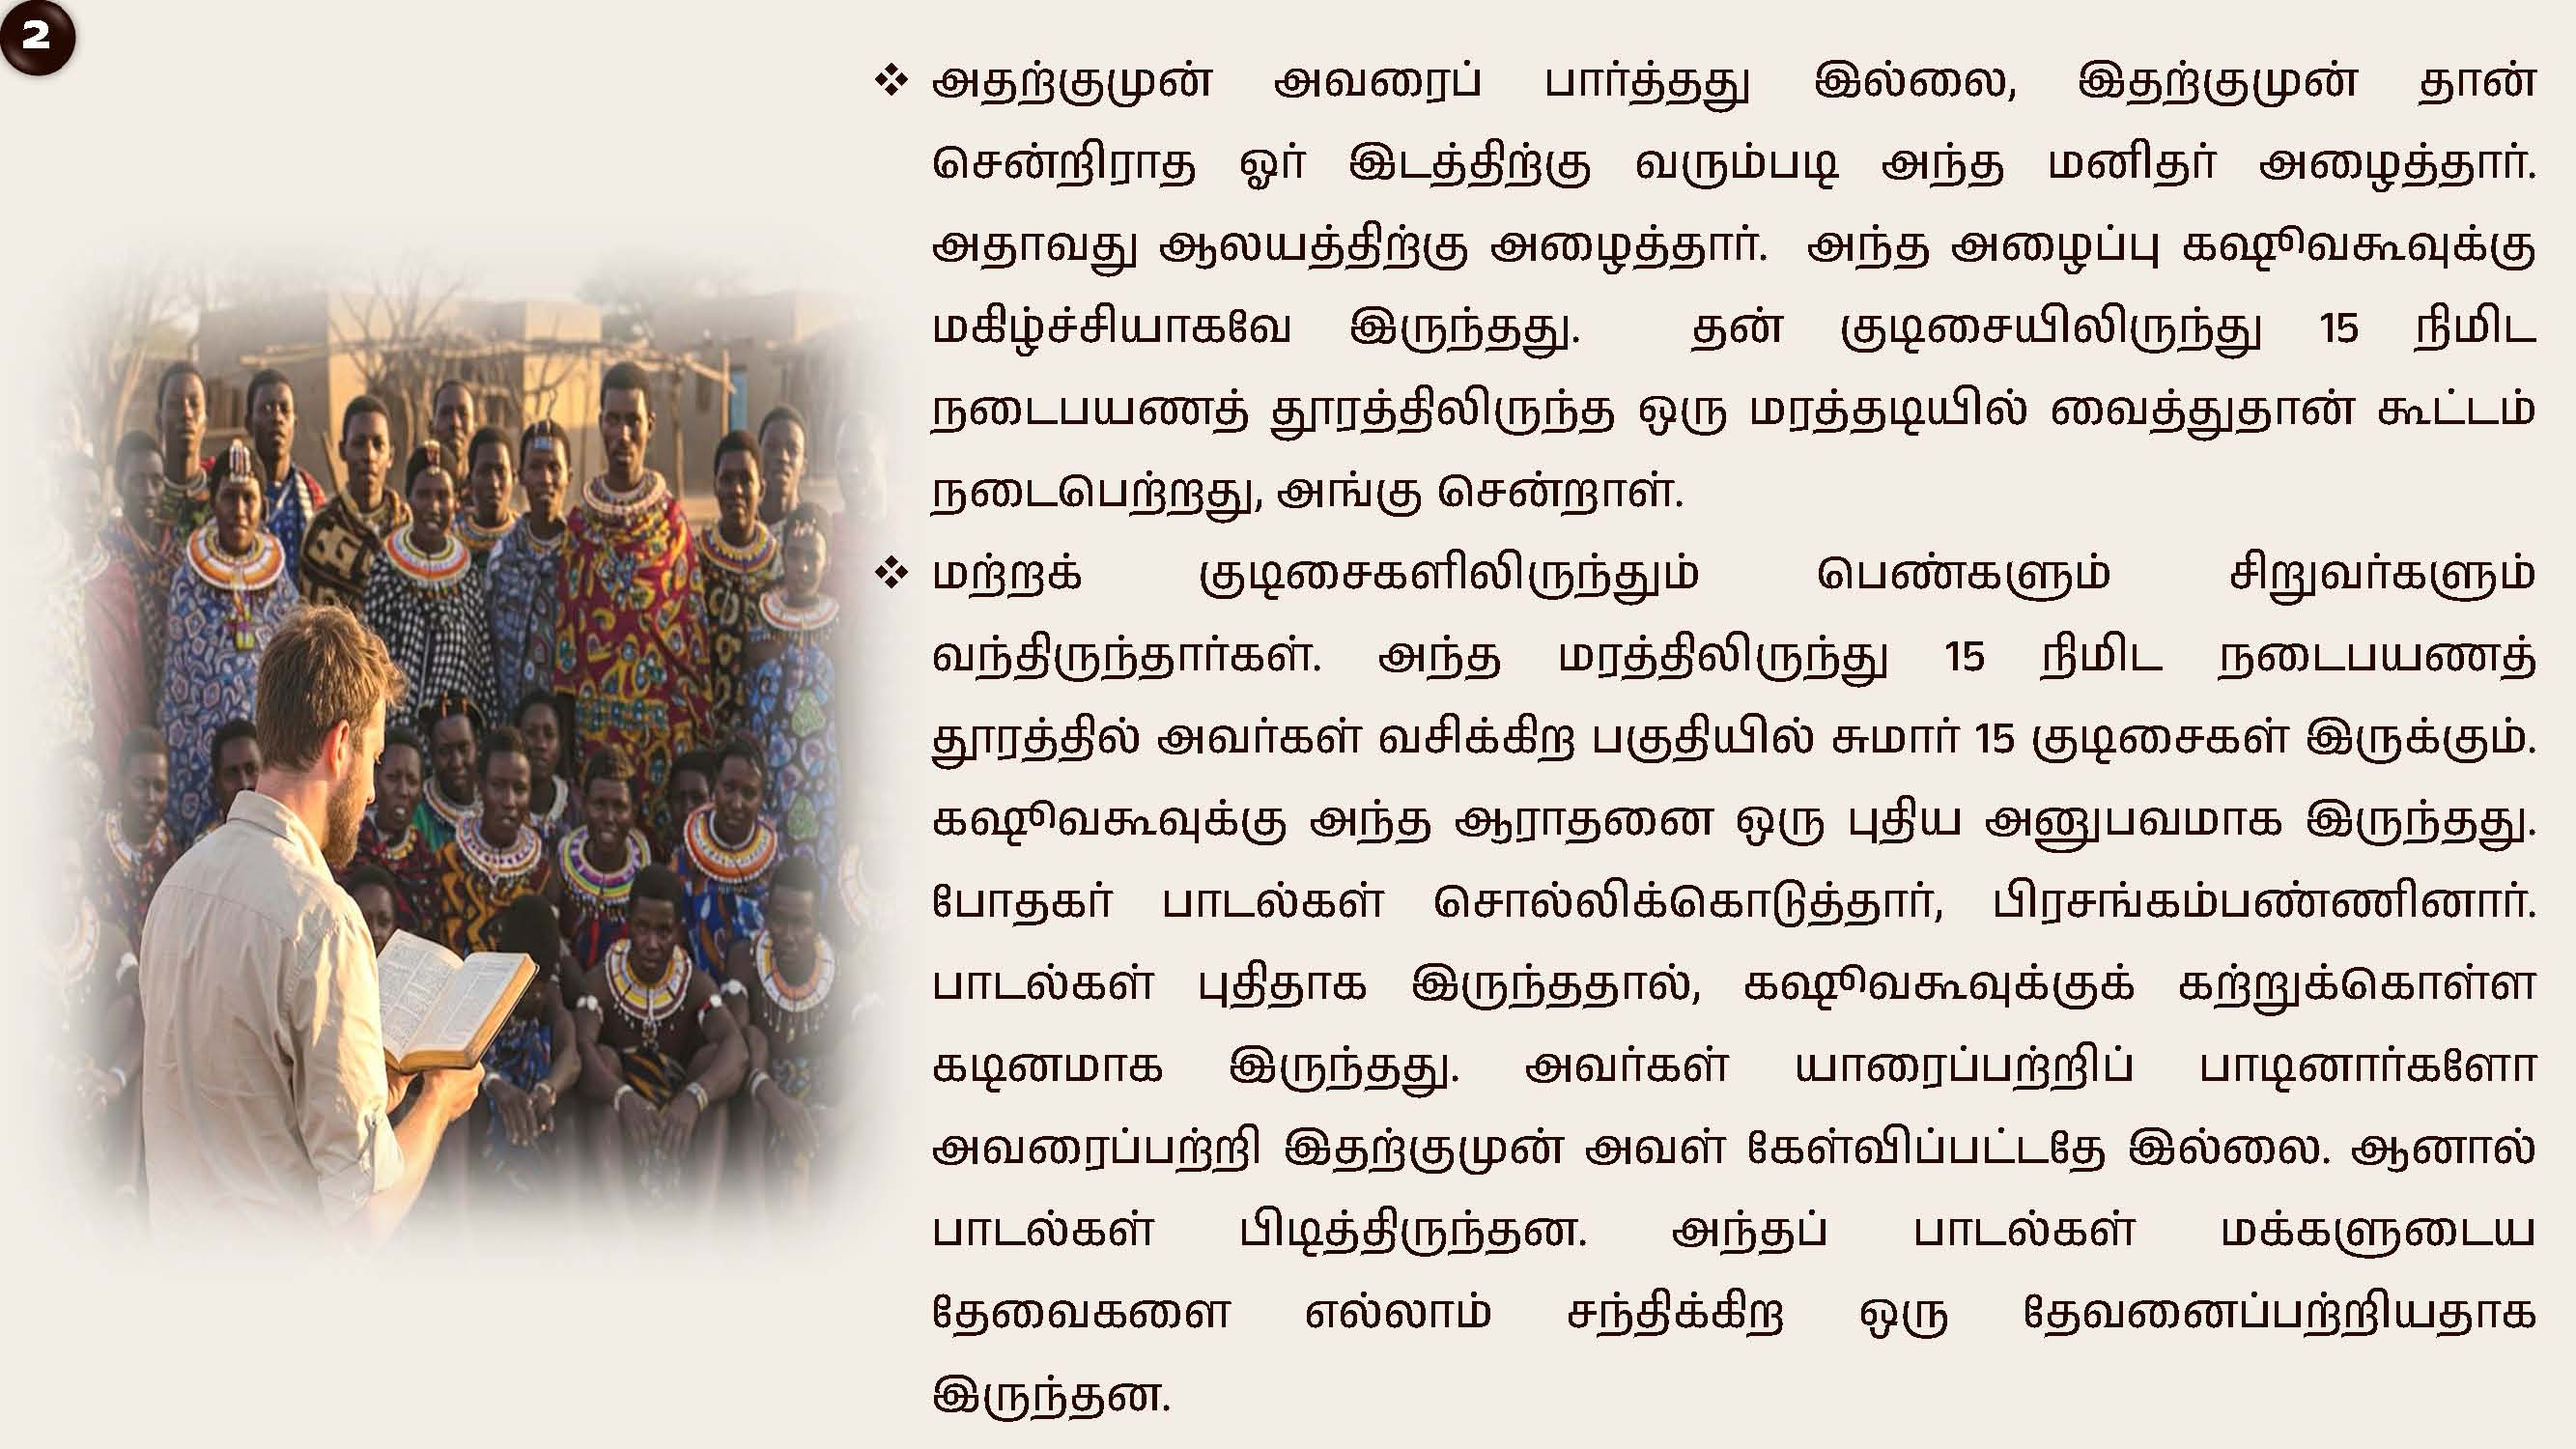 2
❖ அதற்குமுன் அவரைப் பார்த்தது இல்லை, இதற்குமுன் தான்
சென்றிராத ஓர் இடத்திற்கு வரும்படி அந்த மனிதர் அழைத்தார்.
அதாவது ஆலயத்திற்கு அழைத்தார். அந்த அழைப்பு கஷூவகூவுக்கு
மகிழ்ச்சியாகவே இருந்தது. தன் குடிசையிலிருந்து 15 நிமிட
நடைபயணத் தூரத்திலிருந்த ஒரு மரத்தடியில் வைத்துதான் கூட்டம்
நடைபெற்றது, அங்கு சென்றாள்.
❖ மற்றக் குடிசைகளிலிருந்தும் பெண்களும் சிறுவர்களும்
வந்திருந்தார்கள். அந்த மரத்திலிருந்து 15 நிமிட நடைபயணத்
தூரத்தில் அவர்கள் வசிக்கிற பகுதியில் சுமார் 15 குடிசைகள் இருக்கும்.
கஷூவகூவுக்கு அந்த ஆராதனை ஒரு புதிய அனுபவமாக இருந்தது.
போதகர் பாடல்கள் சொல்லிக்கொடுத்தார், பிரசங்கம்பண்ணினார்.
பாடல்கள் புதிதாக இருந்ததால், கஷூவகூவுக்குக் கற்றுக்கொள்ள
கடினமாக இருந்தது. அவர்கள் யாரைப்பற்றிப் பாடினார்களோ
அவரைப்பற்றி இதற்குமுன் அவள் கேள்விப்பட்டதே இல்லை. ஆனால்
பாடல்கள் பிடித்திருந்தன. அந்தப் பாடல்கள் மக்களுடைய
தேவைகளை எல்லாம் சந்திக்கிற ஒரு தேவனைப்பற்றியதாக
இருந்தன.